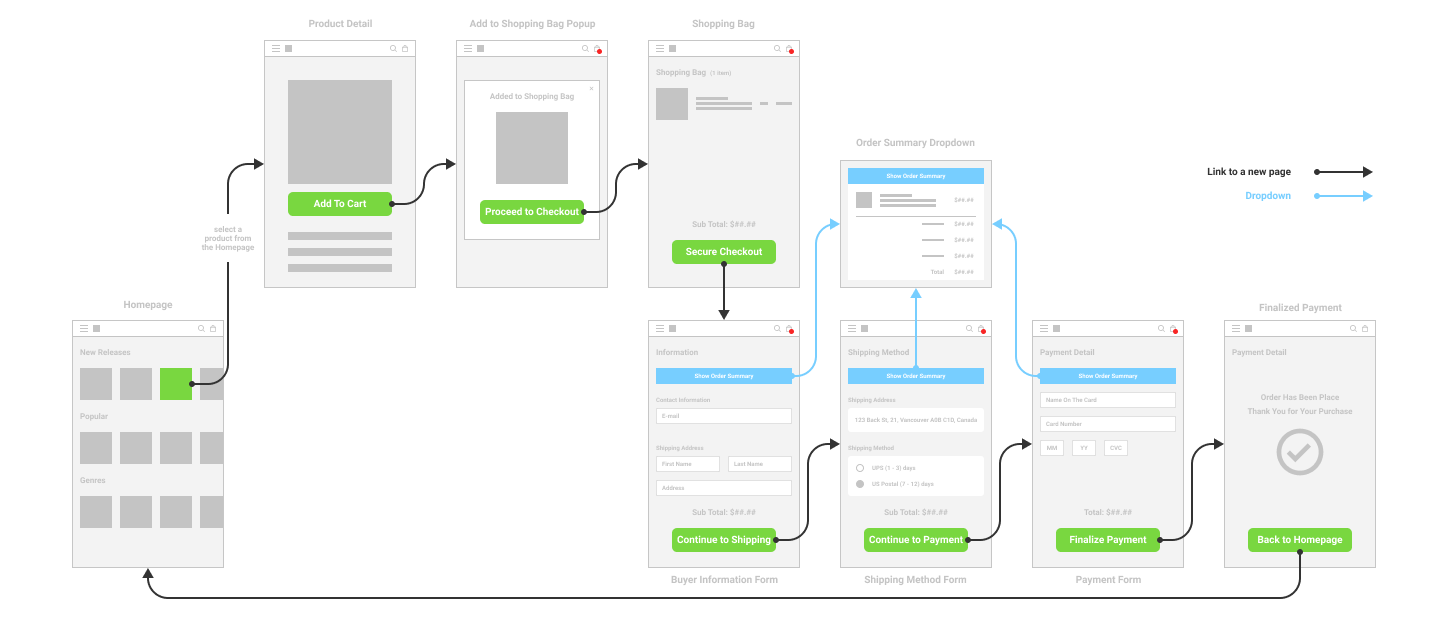 Product Detail
Add to Shopping Bag Popup
Shopping Bag
Add To Cart
Added to Shopping Bag
×
Proceed to Checkout
Shopping Bag (1 item)
Sub Total: $##.##
Secure Checkout
Order Summary Dropdown
Show Order Summary
$##.##
$##.##
$##.##
$##.##
Total $##.##
Link to a new page
Dropdown
select a
product from
the Homepage
Homepage
New Releases
Popular
Genres
Information
Show Order Summary
Contact Information
E-mail
Shipping Address
First Name Last Name
Address
Sub Total: $##.##
Continue to Shipping
Buyer Information Form
Shipping Method
Show Order Summary
Shipping Address
123 Back St, 21, Vancouver A0B C1D, Canada
Shipping Method
UPS (1 - 3) days
US Postal (7 - 12) days
Sub Total: $##.##
Continue to Payment
Shipping Method Form
Payment Detail
Show Order Summary
Name On The Card
Card Number
MM YY CVC
Total: $##.##
Finalize Payment
Payment Form
Finalized Payment
Payment Detail
Order Has Been Place
Thank You for Your Purchase
Back to Homepage